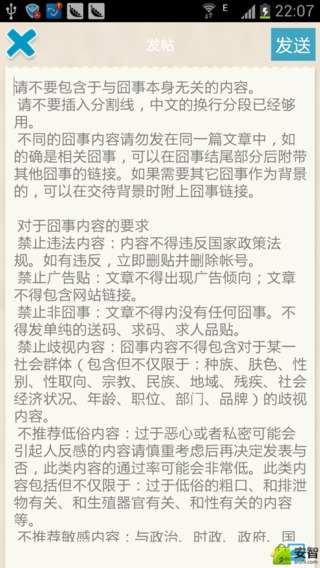 E
22:07
发帖
发送
请不要包含于与囧事本身无关的内容。
请不要插入分割线，中文的换行分段已经够
用。
不同的囧事内容请勿发在同一篇文章中，如
的确是相关囧事，可以在囧事结尾部分后附带
其他囧事的链接。如果需要其它囧事作为背景
的，可以在交待背景时附上囧事链接。
对于囧事内容的要求
禁止违法内容：内容不得违反国家政策法
规。如有违反，立即删贴并删除帐号。
禁止广告贴：文章不得出现广告倾向；文章
不得包含网站链接。
禁止非囧事：文章不得内没有任何囧事。不
得发单纯的送码、求码、求人品贴。
禁止歧视内容：囧事内容不得包含对于某一
社会群体（包含但不仅限于：种族、肤色、性
别、性取向、宗教、民族、地域、残疾、社会
经济状况、年龄、职位、部门、品牌）的歧视
内容。
不推荐低俗内容：过于恶心或者私密可能会
引起人反感的内容请慎重考虑后再决定发表与
否，此类内容的通过率可能会非常低。此类内
容包括但不仅限于：过于低俗的粗口、和排泄
物有关、和生殖器官有关、和性有关的内容
等。
不推荐敏感内容：与政治、时政、政府、国
安智